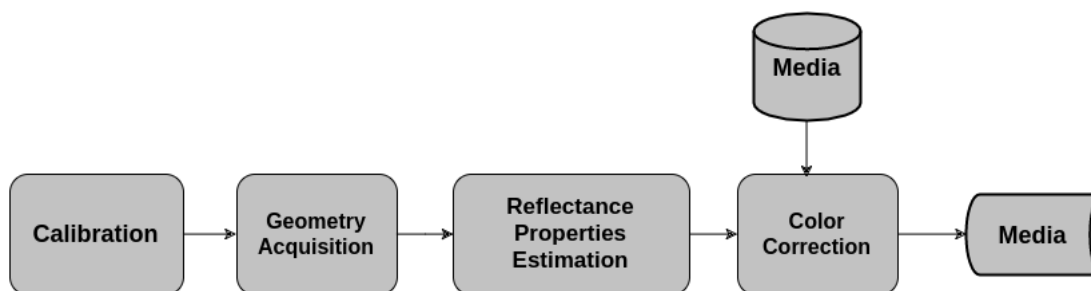 Media
Calibration
Geometry
Acquisition
Reflectance
Properties
Estimation
Color
Correction
Media